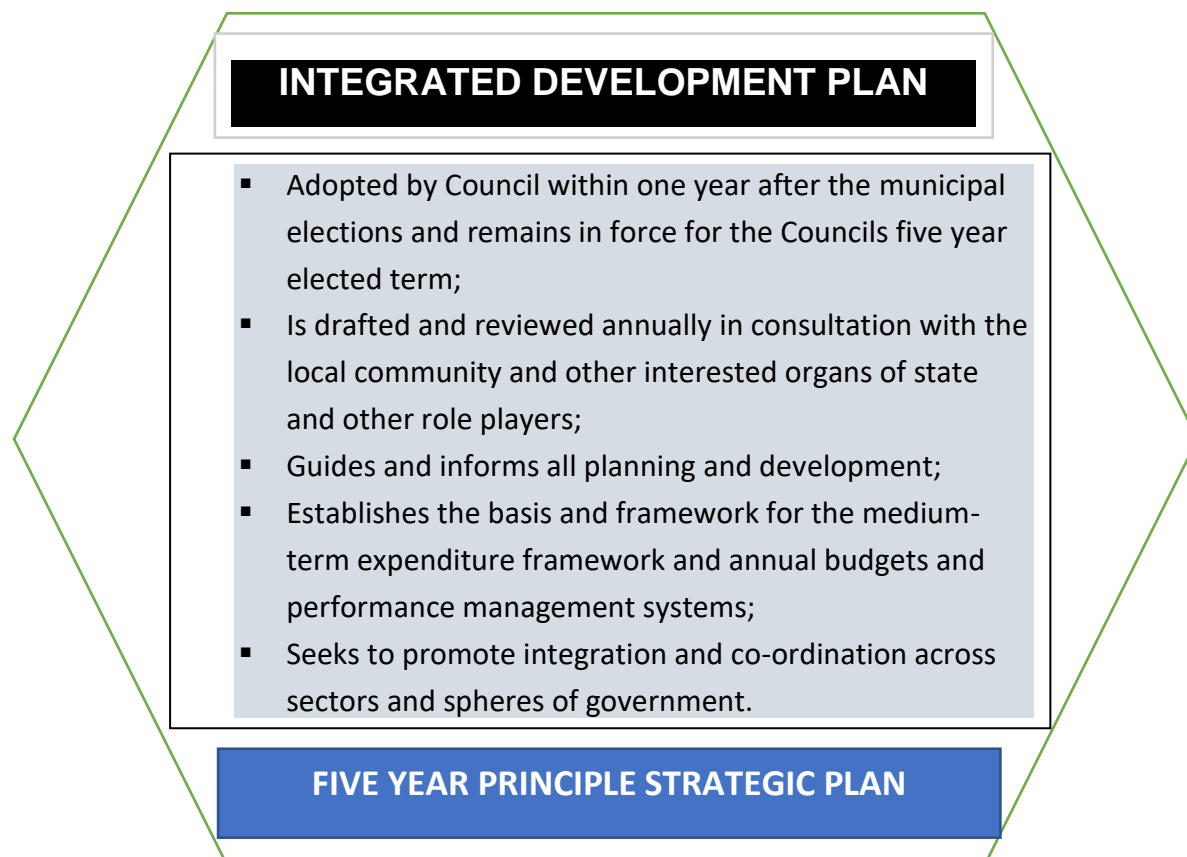 INTEGRATED DEVELOPMENT PLAN
▪ Adopted by Council within one year after the municipal
elections and remains in force for the Councils five year
elected term;
▪ Is drafted and reviewed annually in consultation with the
local community and other interested organs of state
and other role players;
▪ Guides and informs all planning and development;
▪ Establishes the basis and framework for the medium-
term expenditure framework and annual budgets and
performance management systems;
▪ Seeks to promote integration and co-ordination across
sectors and spheres of government.
FIVE YEAR PRINCIPLE STRATEGIC PLAN